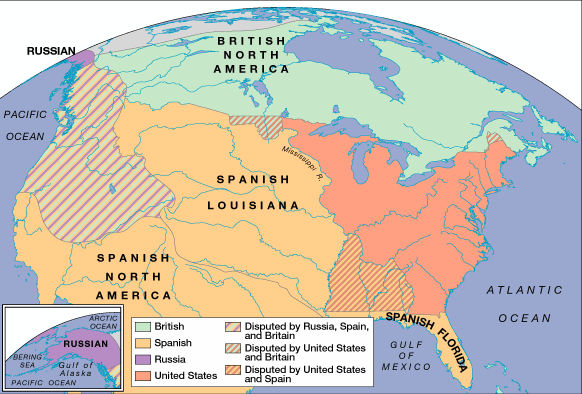 BRITISH
NORTH
AMERICA
RUSSIAN
PACIFIC
OCEAN
Mississippi R.
SPANISH
LOUISIANA
SPANISH
NORTH
AMERICA
ATLANTIC
OCEAN
SPANISH FLORIDA
GULF
OF
MEXICO
ARCTIC
OCEAN
RUSSIAN
BERING
SEA
Gulf of
Alaska
PACIFIC OCEAN
British
Spanish
Russia
United States
Disputed by Russia, Spain,
and Britain
Disputed by United States
and Britain
Disputed by United States
and Spain